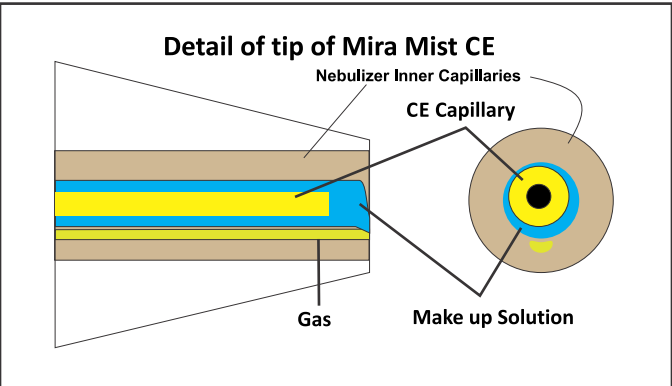 Detail of tip of Mira Mist CE
Nebulizer Inner Capillaries
CE Capillary
Gas
Make up Solution